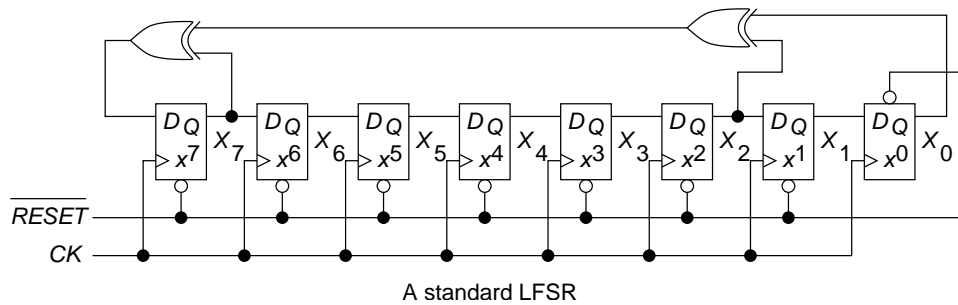 D Q D Q D Q D Q D Q D Q D Q D Q
x⁷ X₇ x⁶ X₆ x⁵ X₅ x⁴ X₄ x³ X₃ x² X₂ x¹ X₁ x⁰ X₀
RESET
CK
A standard LFSR